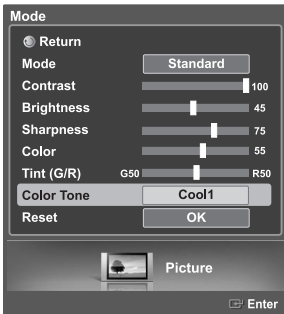 Mode
Return
Mode Standard
Contrast 100
Brightness 45
Sharpness 75
Color 55
Tint (G/R) G50 R50
Color Tone Cool1
Reset OK
Picture
Enter